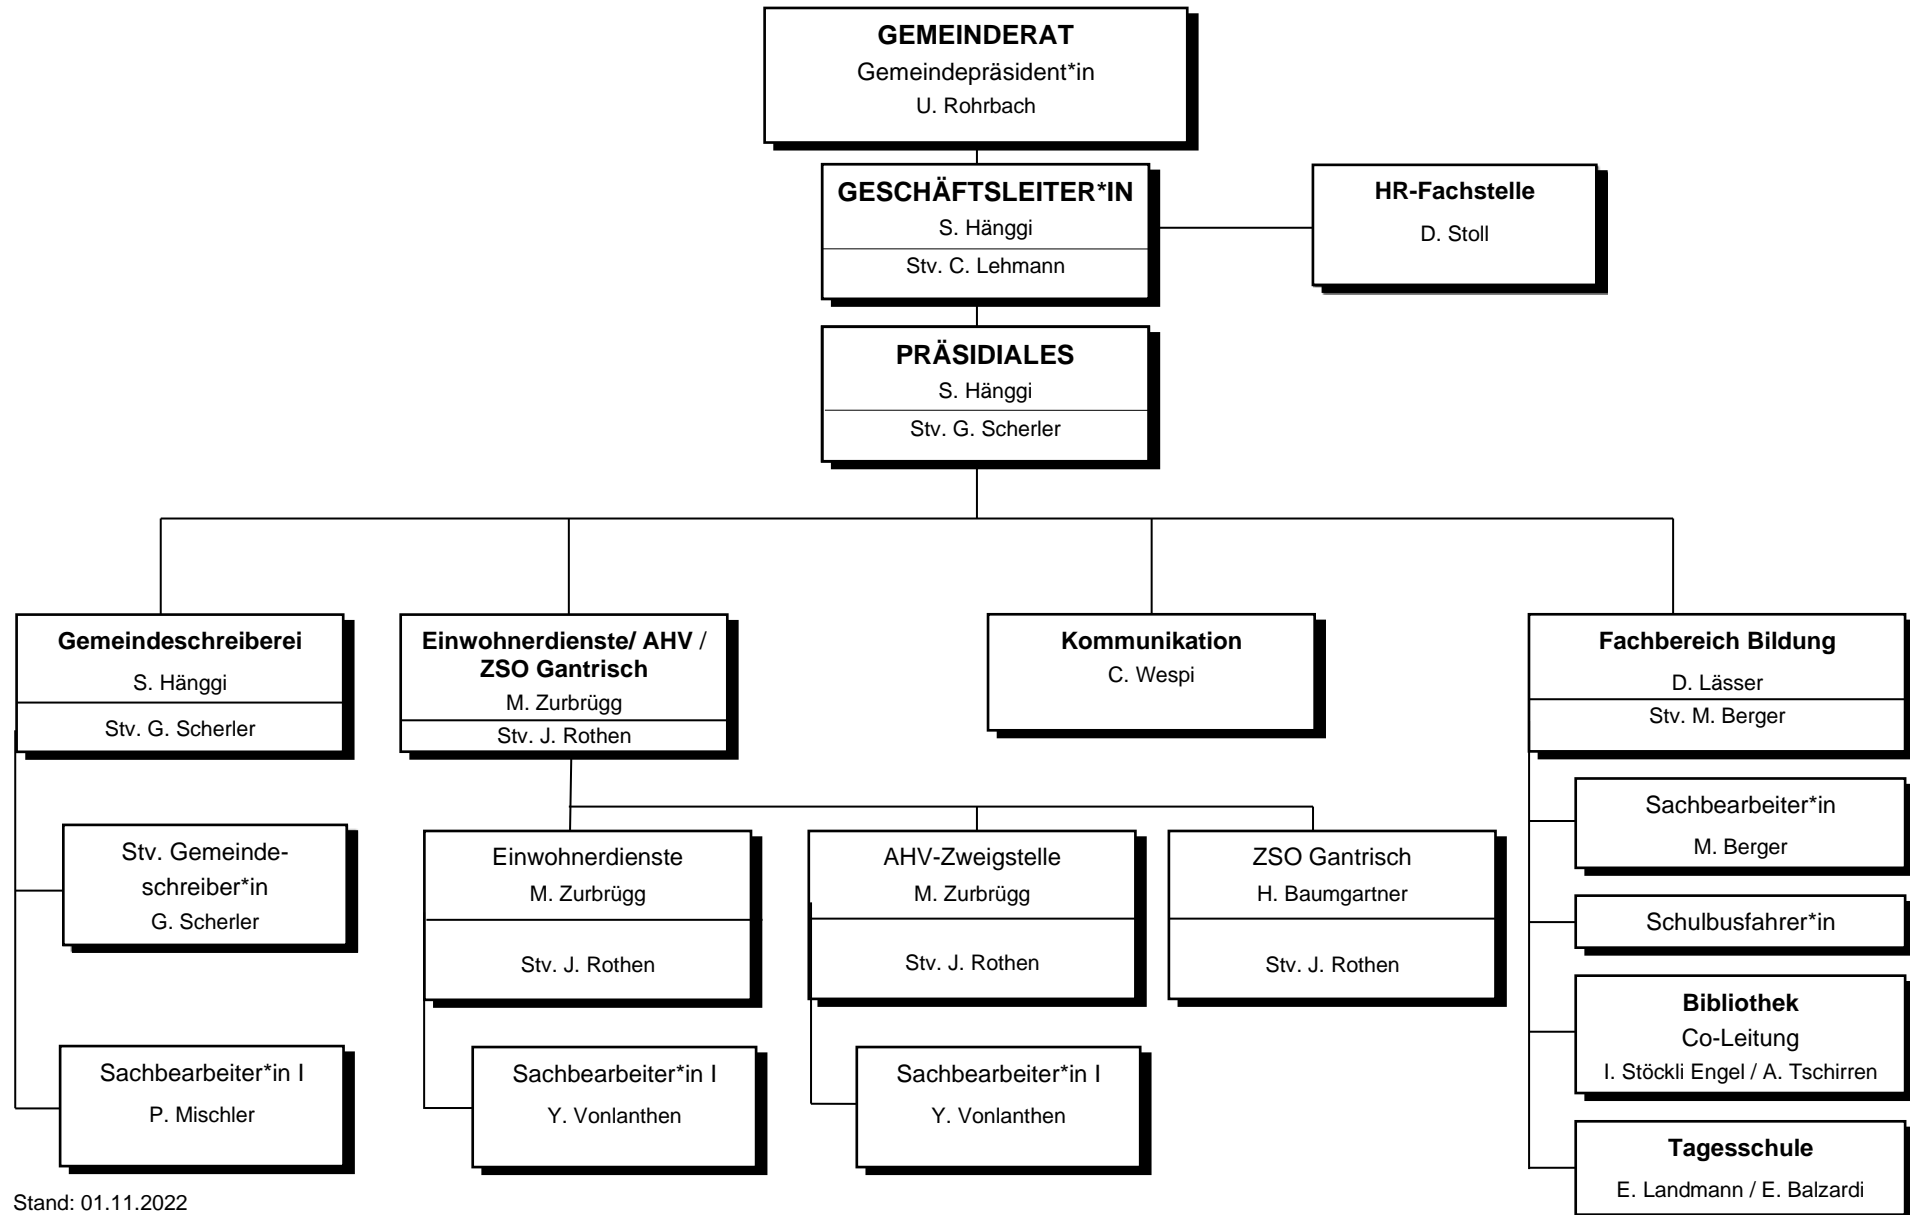 GEMEINDERAT
Gemeindepräsident*in
U. Rohrbach
GESCHÄFTSLEITER*IN
S. Hänggi
Stv. C. Lehmann
HR-Fachstelle
D. Stoll
PRÄSIDIALES
S. Hänggi
Stv. G. Scherler
Gemeindeschreiberei
S. Hänggi
Stv. G. Scherler
Stv. Gemeinde-
schreiber*in
G. Scherler
Sachbearbeiter*in I
P. Mischler
Einwohnerdienste/ AHV /
ZSO Gantrisch
M. Zurbrügg
Stv. J. Rothen
Einwohnerdienste
M. Zurbrügg
Stv. J. Rothen
Sachbearbeiter*in I
Y. Vonlanthen
AHV-Zweigstelle
M. Zurbrügg
Stv. J. Rothen
Sachbearbeiter*in I
Y. Vonlanthen
ZSO Gantrisch
H. Baumgartner
Stv. J. Rothen
Kommunikation
C. Wespi
Fachbereich Bildung
D. Lässer
Stv. M. Berger
Sachbearbeiter*in
M. Berger
Schulbusfahrer*in
Bibliothek
Co-Leitung
I. Stöckli Engel / A. Tschirren
Tagesschule
E. Landmann / E. Balzardi
Stand: 01.11.2022